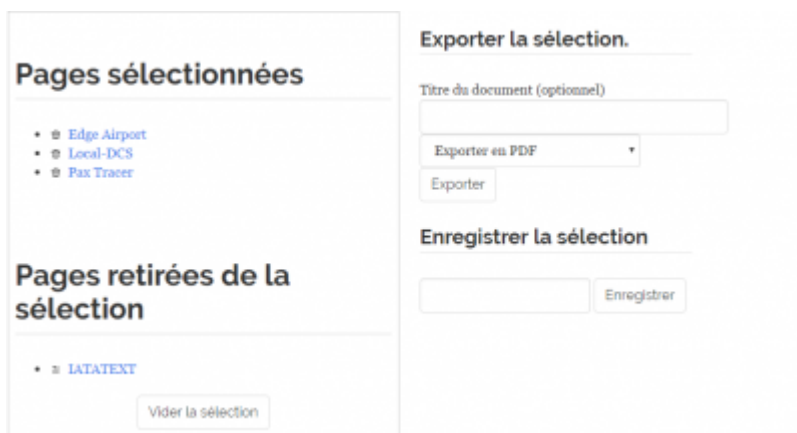 Pages sélectionnées
Edge Airport
Local-DCS
Pax Tracer
Pages retirées de la
sélection
IATATEXT
Vider la sélection
Exporter la sélection.
Titre du document (optionnel)
Exporter en PDF
Exporter
Enregistrer la sélection
Enregistrer